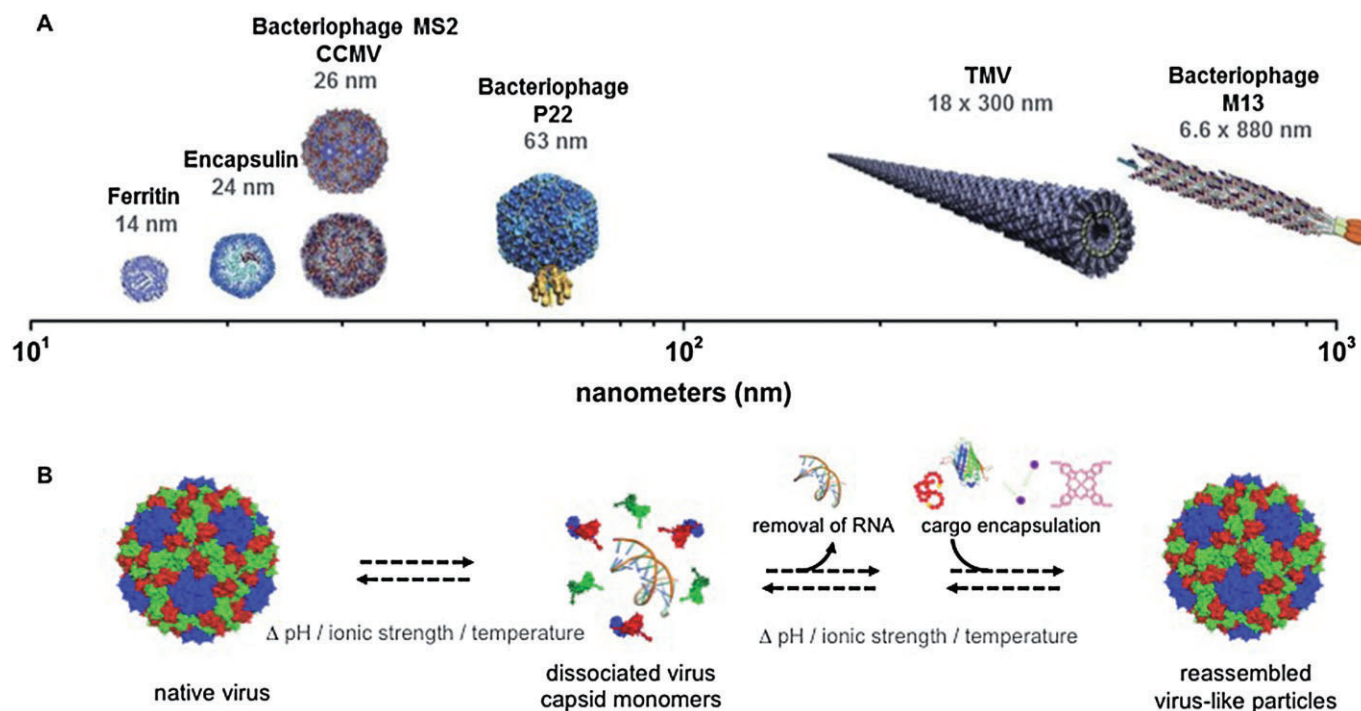 A
Bacteriophage MS2
CCMV
26 nm
Encapsulin
24 nm
Ferritin
14 nm
Bacteriophage
P22
63 nm
TMV
18 x 300 nm
Bacteriophage
M13
6.6 x 880 nm
10¹
10²
10³
nanometers (nm)
B
removal of RNA
cargo encapsulation
Δ pH / ionic strength / temperature
Δ pH / ionic strength / temperature
native virus
dissociated virus
capsid monomers
reassembled
virus-like particles